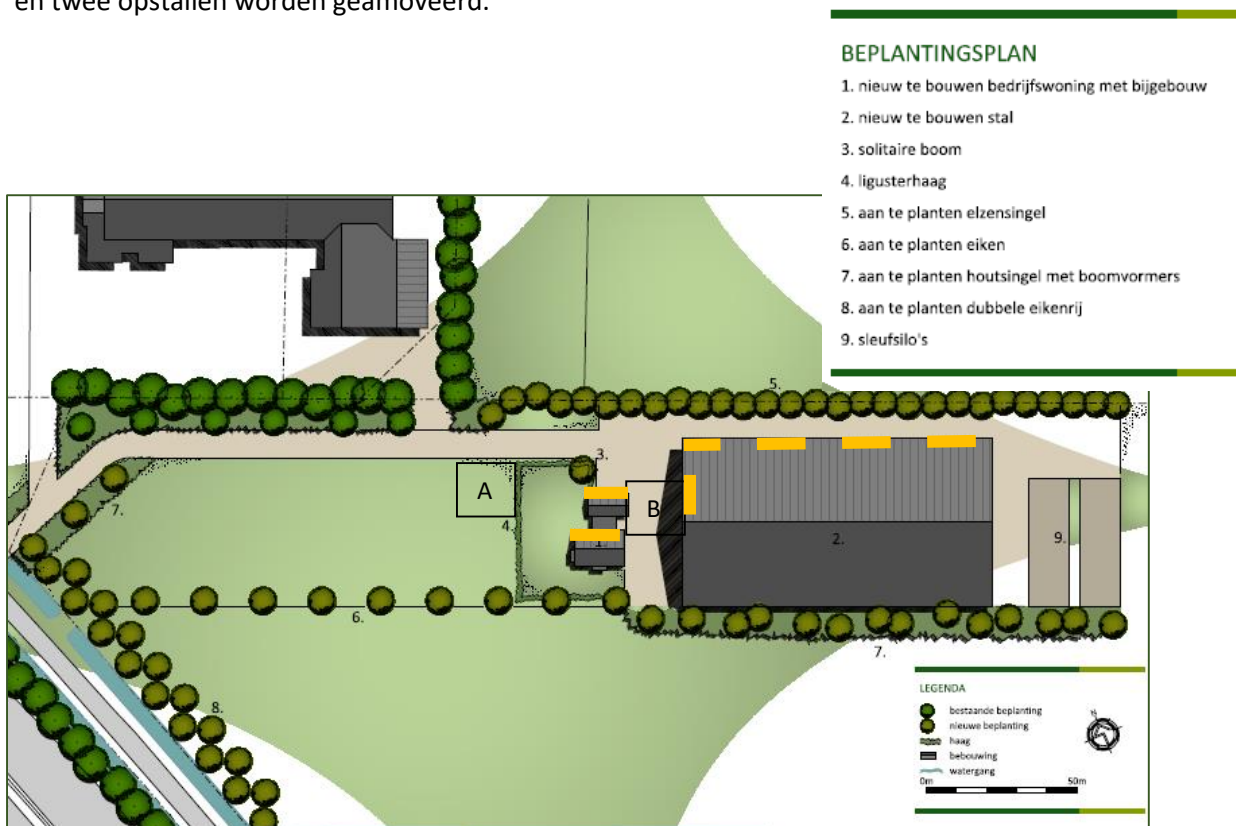 en twee opstallen worden geamoveerd.
BEPLANTINGSPLAN
1. nieuw te bouwen bedrijfswoning met bijgebouw
2. nieuw te bouwen stal
3. solitaire boom
4. ligusterhaag
5. aan te planten elzensingel
6. aan te planten eiken
7. aan te planten houtsingel met boomvormers
8. aan te planten dubbele eikenrij
9. sleufsilo's
5.
3.
A
B
4.
7.
1.
2.
9.
6.
7.
8.
LEGENDA
bestaande beplanting
nieuwe beplanting
haag
bebouwing
watergang
N
0m 50m